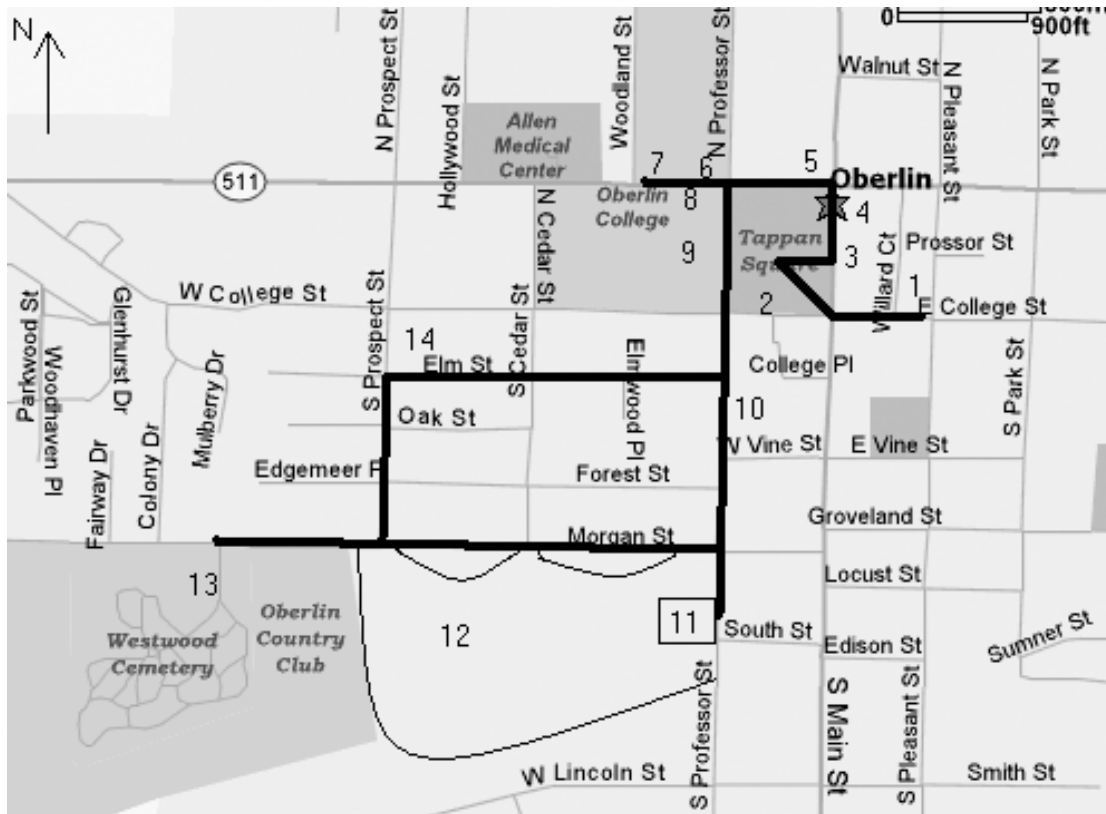 N
N Prospect St
Hollywood St
Woodland St
N Professor St
0
900ft
Walnut St
N Pleasant St
N Park St
Allen
Medical
Center
511
7
6
5
Oberlin
8
Oberlin
College
4
N Cedar St
9
Tappan
Square
3
Willard Ct
Prossor St
1
E College St
2
W College St
Parkwood St
Woodhaven Pl
Glenhurst Dr
Mulberry Dr
Fairway Dr
Colony Dr
S Prospect St
14
Elm St
S Cedar St
Elmwood Pl
College Pl
S Park St
Oak St
10
W Vine St
E Vine St
Edgemeer P
Forest St
Groveland St
Morgan St
Locust St
13
Westwood
Cemetery
Oberlin
Country
Club
12
11
South St
Edison St
Sumner St
S Professor St
S Main St
S Pleasant St
W Lincoln St
Smith St